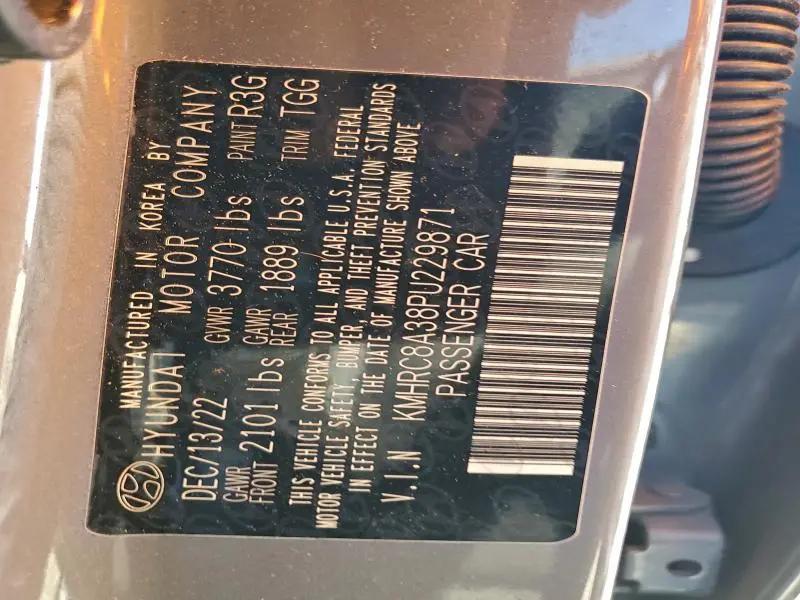 MANUFACTURED IN KOREA BY
HYUNDAI MOTOR COMPANY
DEC/13/22 GVWR 3770 lbs PAINT R3G
GAWR FRONT 2101 lbs GAWR REAR 1889 lbs TRIM TGG
THIS VEHICLE CONFORMS TO ALL APPLICABLE U.S.A. FEDERAL
MOTOR VEHICLE SAFETY, BUMPER, AND THEFT PREVENTION STANDARDS
IN EFFECT ON THE DATE OF MANUFACTURE SHOWN ABOVE
V.I.N KMHRC8A38PU229871
PASSENGER CAR